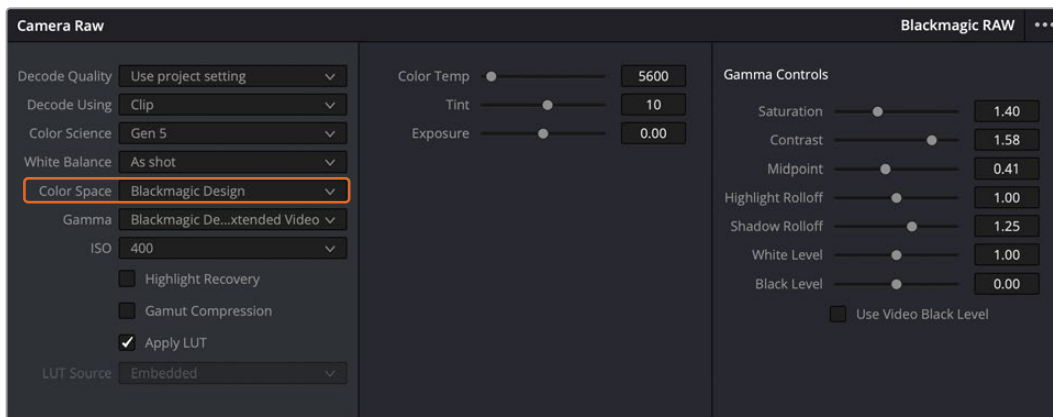 Camera Raw
Blackmagic RAW
Decode Quality Use project setting
Decode Using Clip
Color Science Gen 5
White Balance As shot
Color Space Blackmagic Design
Gamma Blackmagic De...xtended Video
ISO 400
Highlight Recovery
Gamut Compression
Apply LUT
LUT Source Embedded
Color Temp 5600
Tint 10
Exposure 0.00
Gamma Controls
Saturation 1.40
Contrast 1.58
Midpoint 0.41
Highlight Rolloff 1.00
Shadow Rolloff 1.25
White Level 1.00
Black Level 0.00
Use Video Black Level